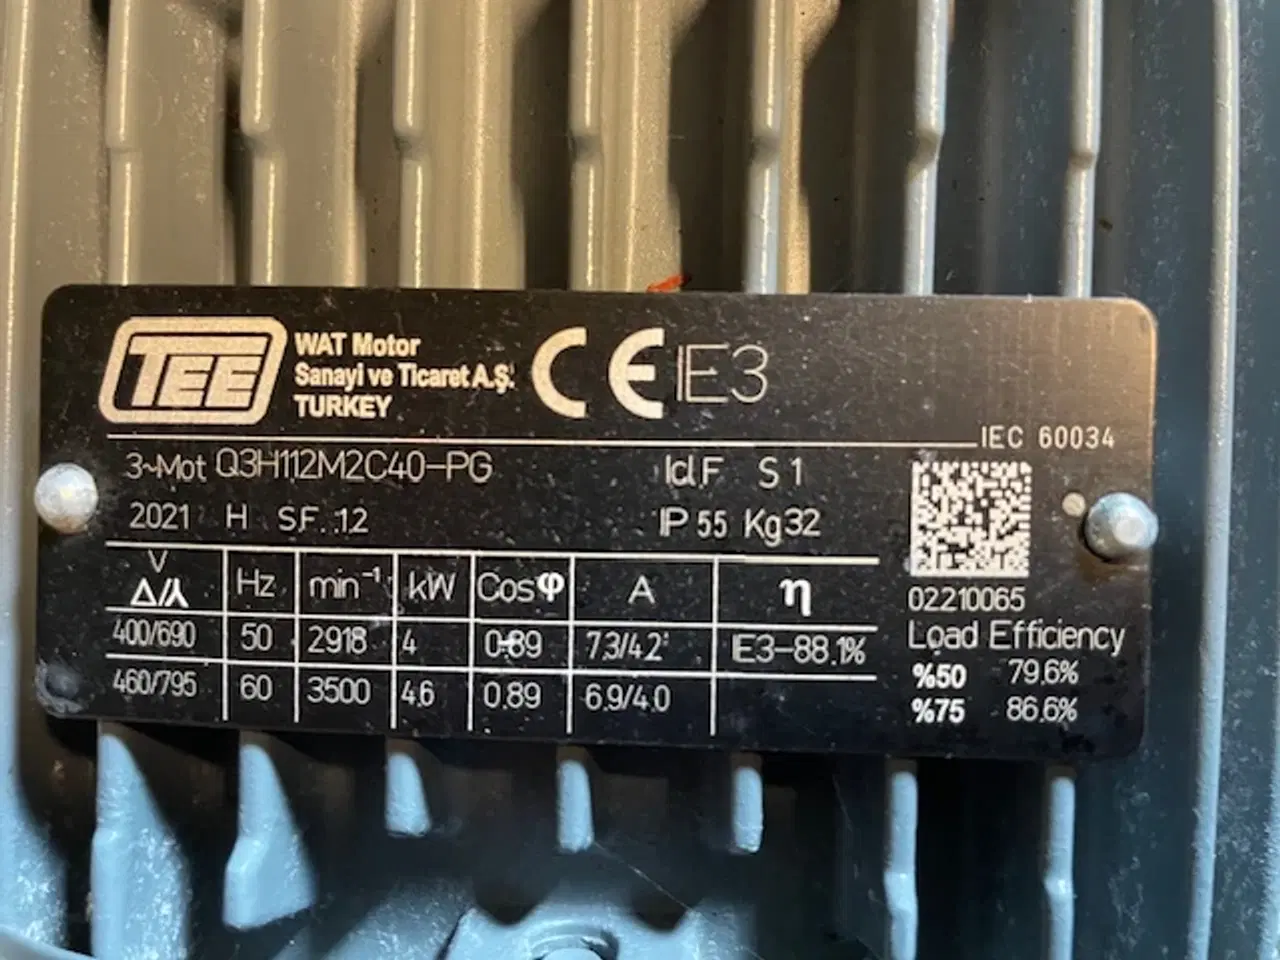 TEE
WAT Motor
Sanayi ve Ticaret A.Ş.
TURKEY
CE IE3
IEC 60034
3~Mot Q3H112M2C40-PG Icl.F S 1
2021 H S.F. 1.2 IP 55 Kg 32
V Δ/⅄ Hz min⁻¹ kW Cosφ A η
400/690 50 2918 4 0.89 7.3/4.2 IE3-88.1%
460/795 60 3500 4.6 0.89 6.9/4.0
02210065
Load Efficiency
%50 79.6%
%75 86.6%